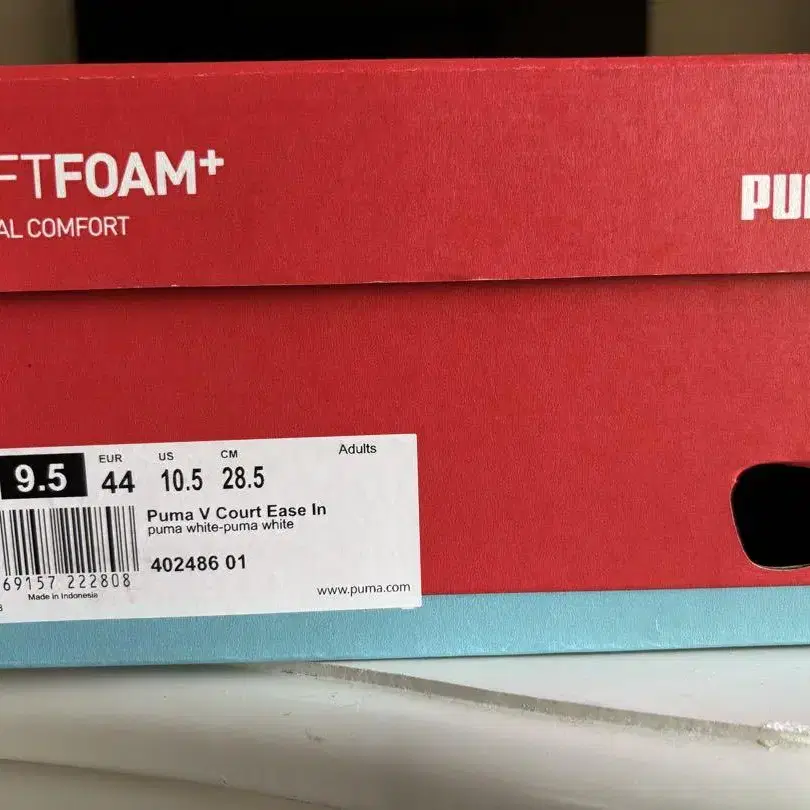 FTFOAM+
AL COMFORT
PU
Adults
EUR US CM
9.5 44 10.5 28.5
Puma V Court Ease In
puma white-puma white
402486 01
69157 222808
Made in Indonesia
www.puma.com